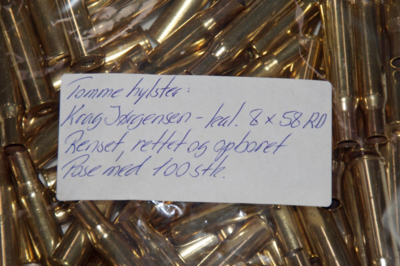 Tomme hylster:
Krag Jørgensen - kal. 8 x 58 RD
Renset, rettet og opboret
Pose med 100 stk.